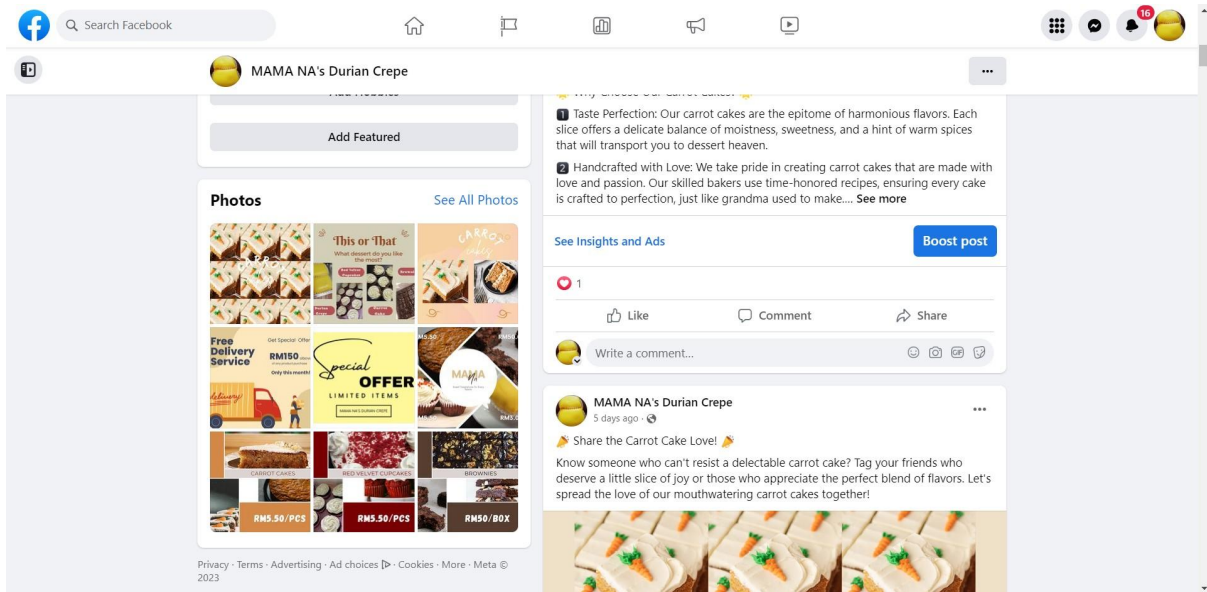 Search Facebook
16
MAMA NA's Durian Crepe
Add Featured
Photos
See All Photos
CARROT
This or That
What dessert do you like
the most?
CARROT
cakes
Free
Delivery
Service
Get Special Offer
RM150
Only this month!
delivery
Special
OFFER
LIMITED ITEMS
MAMA NA'S DURIAN CREPE
MAMA
Na
CARROT CAKES
RM5.50/PCS
RED VELVET CUPCAKES
RM5.50/PCS
BROWNIES
RM50/BOX
Privacy · Terms · Advertising · Ad choices · Cookies · More · Meta ©
2023
Why Choose Our Carrot Cakes?
1 Taste Perfection: Our carrot cakes are the epitome of harmonious flavors. Each
slice offers a delicate balance of moistness, sweetness, and a hint of warm spices
that will transport you to dessert heaven.
2 Handcrafted with Love: We take pride in creating carrot cakes that are made with
love and passion. Our skilled bakers use time-honored recipes, ensuring every cake
is crafted to perfection, just like grandma used to make.... See more
See Insights and Ads
Boost post
1
Like
Comment
Share
Write a comment...
GIF
MAMA NA's Durian Crepe
5 days ago ·
🎉 Share the Carrot Cake Love! 🎉
Know someone who can't resist a delectable carrot cake? Tag your friends who
deserve a little slice of joy or those who appreciate the perfect blend of flavors. Let's
spread the love of our mouthwatering carrot cakes together!